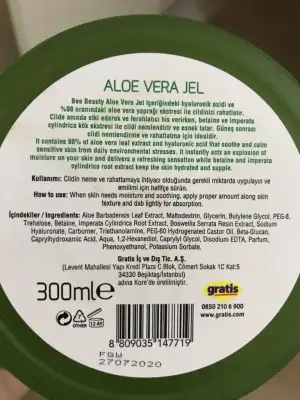 ALOE VERA JEL
Bee Beauty Aloe Vera Jel içeriğindeki hyaluronik asidi ve
%98 oranındaki aloe vera yaprağı ekstresi ile cildinizi rahatlatır.
Cilde anında etki ederek ve ferahlatıcı his verirken, betaine ve imperata
cylindrica kök ekstresi ile cildi nemlendirir ve esnek tutar. Güneş sonrası
cildi nemlendirme ve rahatlatma için idealdir.
It contains 98% of aloe leaf extract and hyaluronic acid that soothe and calm
sensitive skin from daily environmental stresses. It instantly acts an explosion of
moisture on your skin and delivers a refreshing sensation while betaine and imperata
cylindrica root extract keep the skin hydrated and supple.
Kullanım: Cildin neme ve rahatlamaya ihtiyacı olduğunda gerekli miktarda uygulayın ve
emilimi için hafifçe sürün.
How to use: When skin needs moisture and soothing, apply proper amount along skin
texture and dab lightly for absorption.
İçindekiler / Ingredients: Aloe Barbadensis Leaf Extract, Maltodextrin, Glycerin, Butylene Glycol, PEG-8,
Trehalose, Betaine, Imperata Cylindrica Root Extract, Boswellia Serrata Resin Extract, Sodium
Hyaluronate, Carbomer, Triethanolamine, PEG-60 Hydrogenated Castor Oil, Beta-Glucan,
Caprylhydroxamic Acid, Aqua, 1,2-Hexanediol, Caprylyl Glycol, Disodium EDTA, Parfum,
Phenoxyethanol, Potassium Sorbate
Gratis İç ve Dış Tic. A.Ş.
(Levent Mahallesi Yapı Kredi Plaza C Blok, Cömert Sokak 1C Kat:5
34330 Beşiktaş/İstanbul)
adına Kore'de üretilmiştir.
300ml℮
gratis
0850 210 6 900
www.gratis.com
OTHER
12 AY
8 809035 147719
FGW
27072020